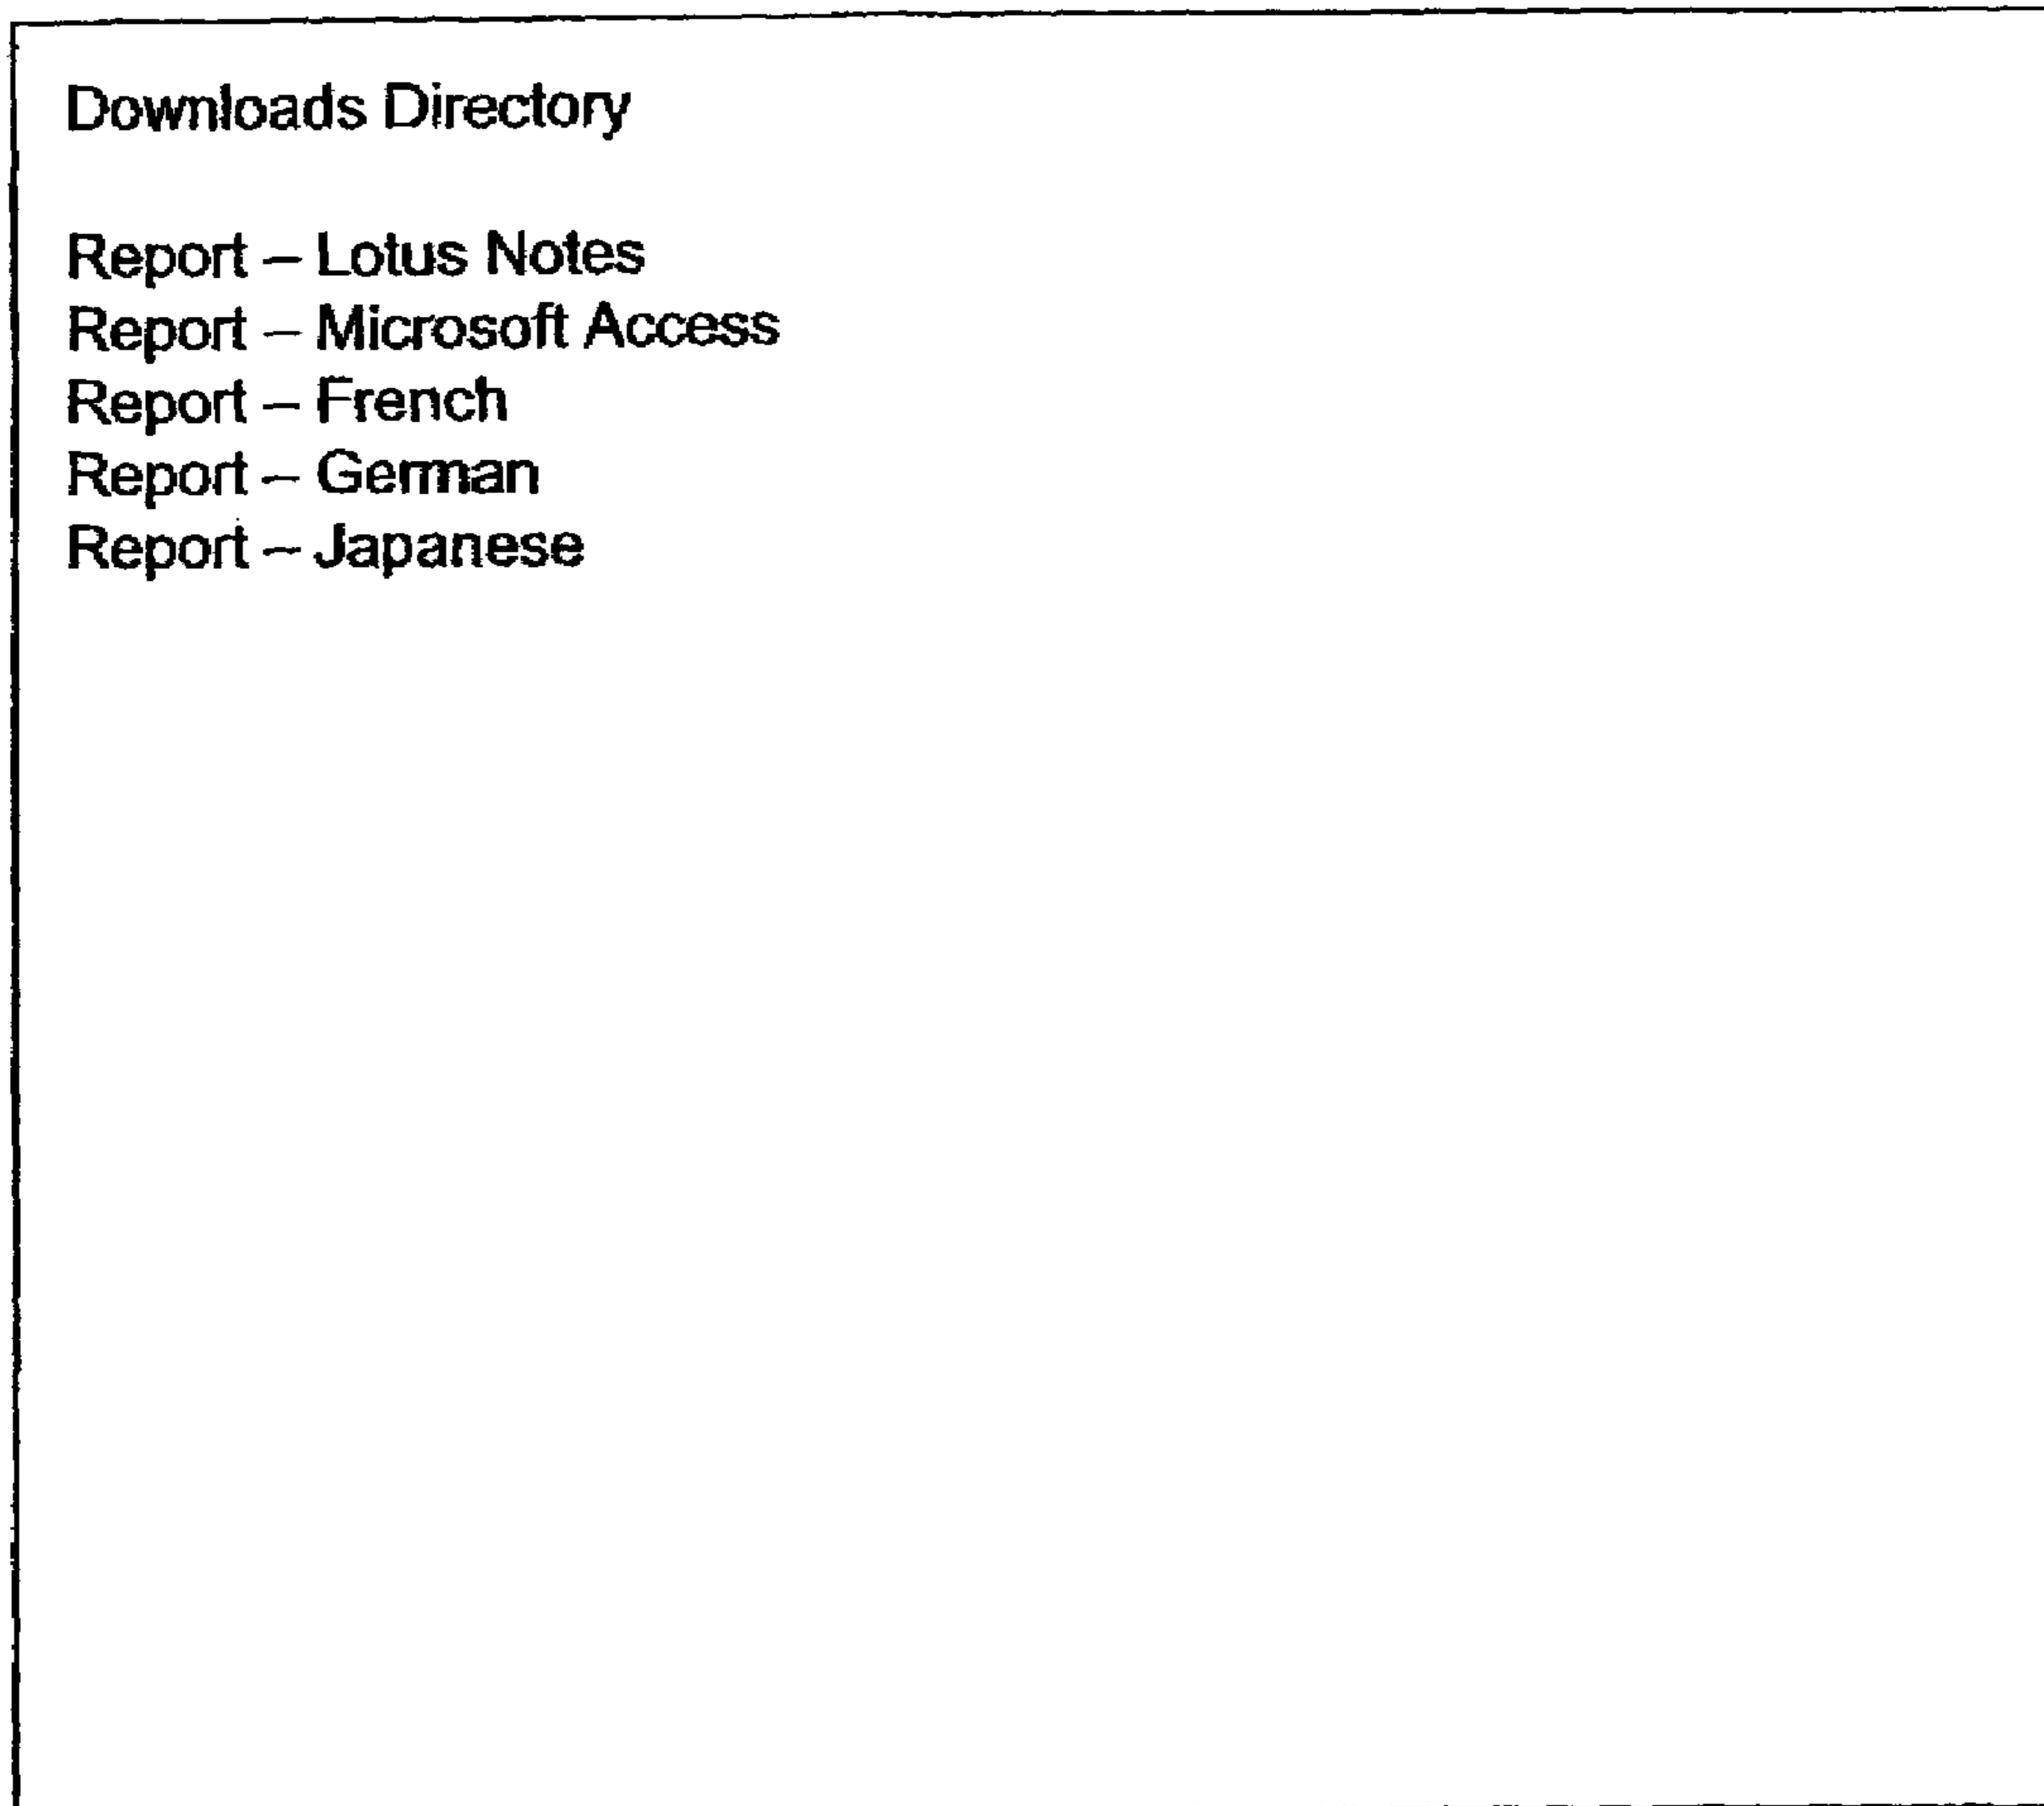 Downloads Directory
Report – Lotus Notes
Report – Microsoft Access
Report – French
Report – German
Report – Japanese